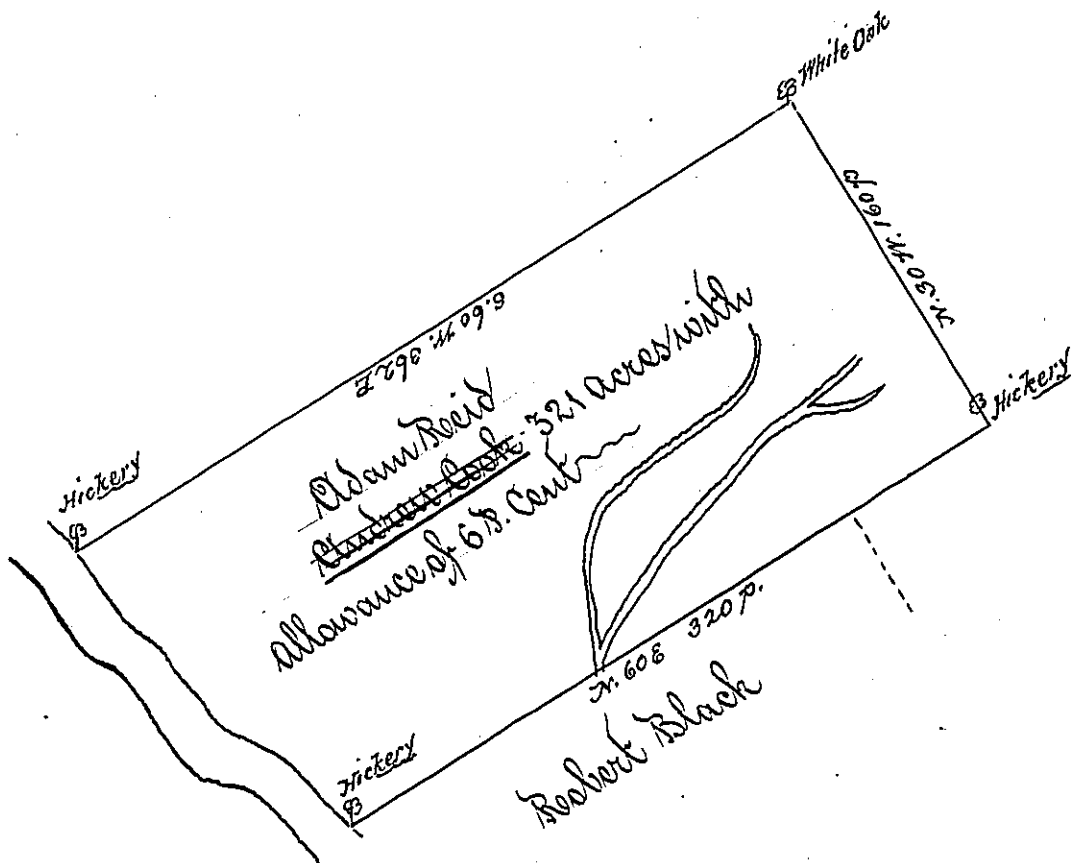 White Oak
N. 30 W. 160 P
Hickery
S. 60 W. 362 P.
Adam Reid
Andrew Cook 321 acres with
allowance of 6 P. Cent
Hickery
N. 60 E 320 p.
Hickery
Robert Black